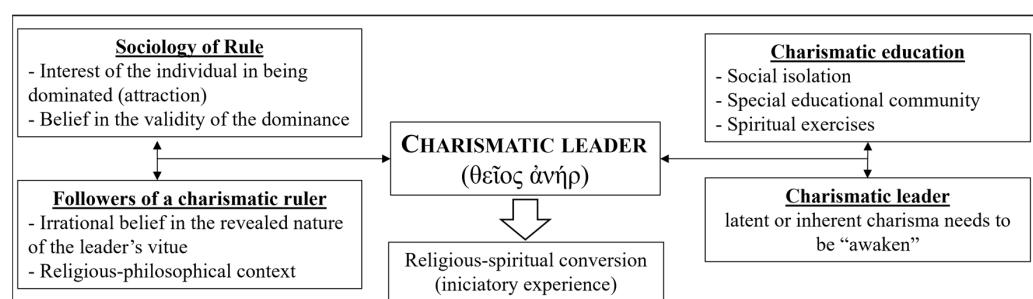 Sociology of Rule
- Interest of the individual in being
dominated (attraction)
- Belief in the validity of the dominance
Followers of a charismatic ruler
- Irrational belief in the revealed nature
of the leader's vitue
- Religious-philosophical context
CHARISMATIC LEADER
(θεῖος ἀνήρ)
Religious-spiritual conversion
(iniciatory experience)
Charismatic education
- Social isolation
- Special educational community
- Spiritual exercises
Charismatic leader
latent or inherent charisma needs to
be “awaken”